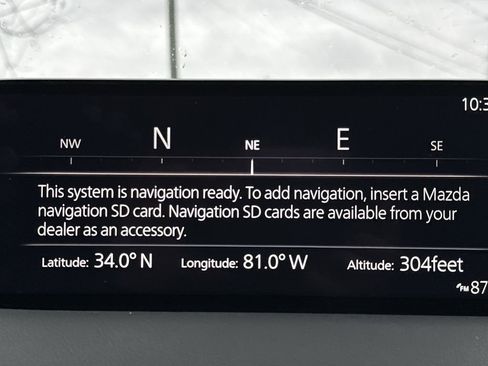 10:3
NW N NE E SE
This system is navigation ready. To add navigation, insert a Mazda
navigation SD card. Navigation SD cards are available from your
dealer as an accessory.
Latitude: 34.0° N Longitude: 81.0° W Altitude: 304feet
FM 87